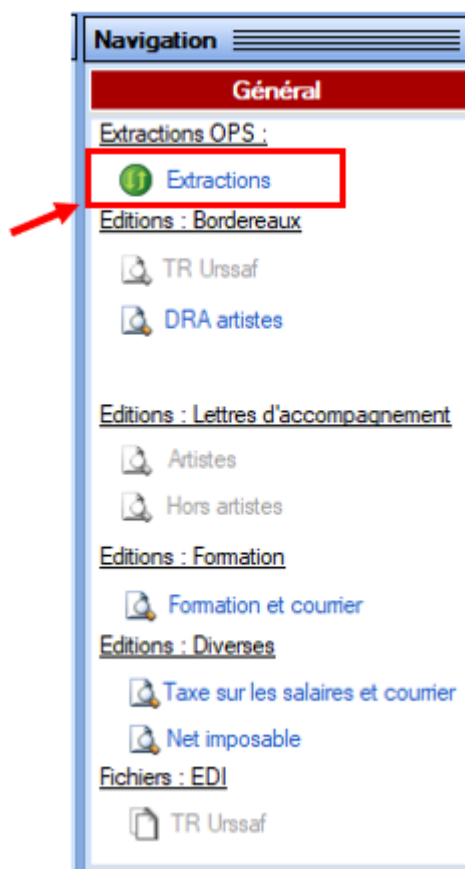 Navigation
Général
Extractions OPS :
Extractions
Editions : Bordereaux
TR Urssaf
DRA artistes
Editions : Lettres d'accompagnement
Artistes
Hors artistes
Editions : Formation
Formation et courrier
Editions : Diverses
Taxe sur les salaires et courrier
Net imposable
Fichiers : EDI
TR Urssaf